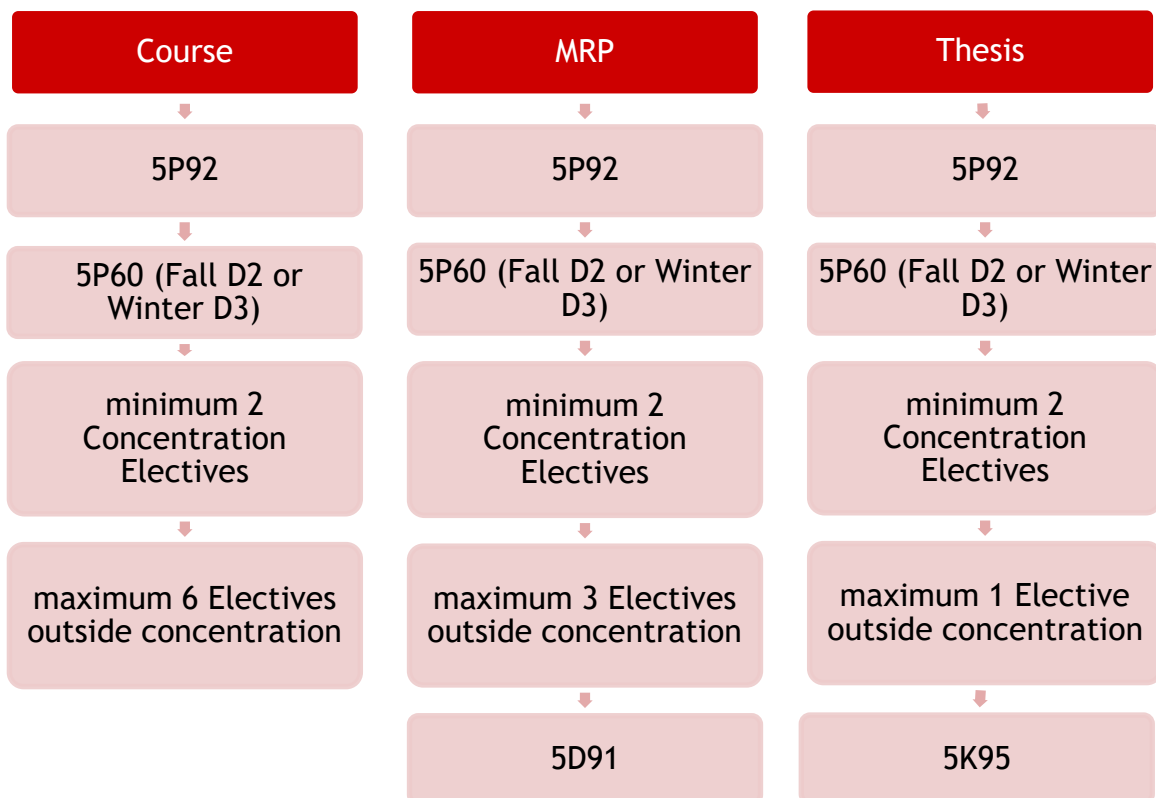 Course
5P92
5P60 (Fall D2 or
Winter D3)
minimum 2
Concentration
Electives
maximum 6 Electives
outside concentration
MRP
5P92
5P60 (Fall D2 or Winter
D3)
minimum 2
Concentration
Electives
maximum 3 Electives
outside concentration
5D91
Thesis
5P92
5P60 (Fall D2 or Winter
D3)
minimum 2
Concentration
Electives
maximum 1 Elective
outside concentration
5K95